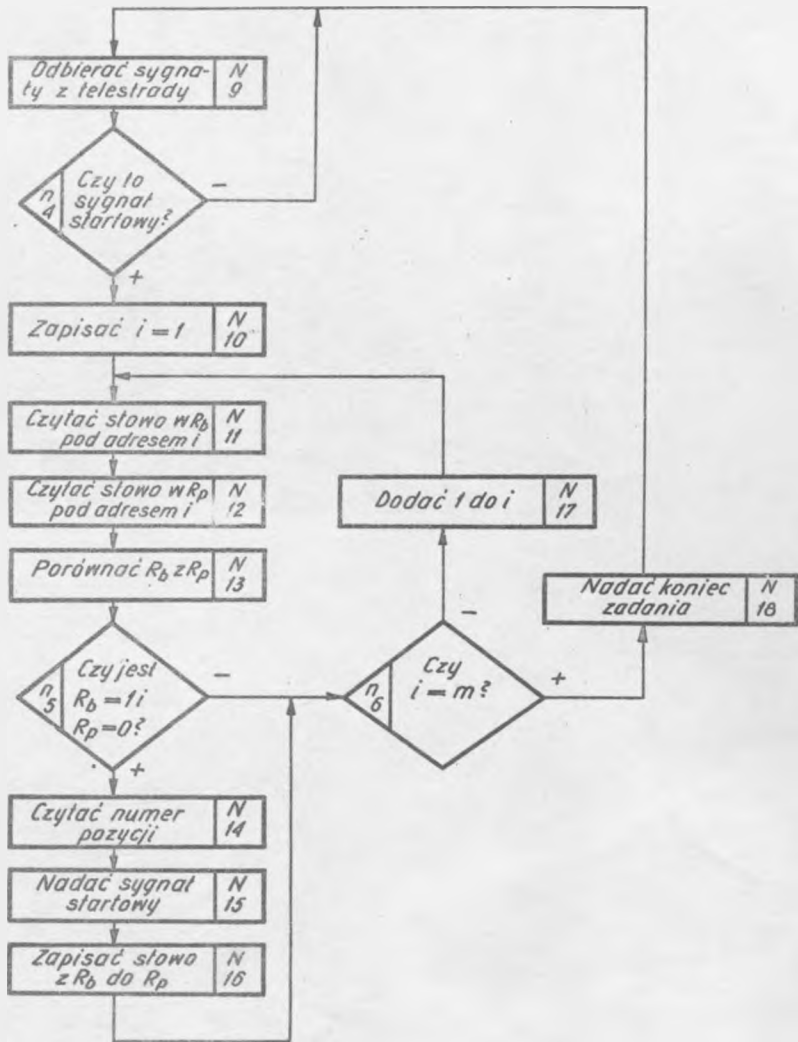 Odbierać sygna-
ły z telestrady
N
9
Czy to
sygnał
startowy?
n
4
-
+
Zapisać i = 1
N
10
Czytać słowo w Rb
pod adresem i
N
11
Czytać słowo w Rp
pod adresem i
N
12
Dodać 1 do i
N
17
Porównać Rb z Rp
N
13
Nadać koniec
zadania
N
18
-
Czy jest
Rb = 1 i
Rp = 0?
n
5
-
+
Czy
i = m?
n
6
+
Czytać numer
pozycji
N
14
Nadać sygnał
startowy
N
15
Zapisać słowo
z Rb do Rp
N
16